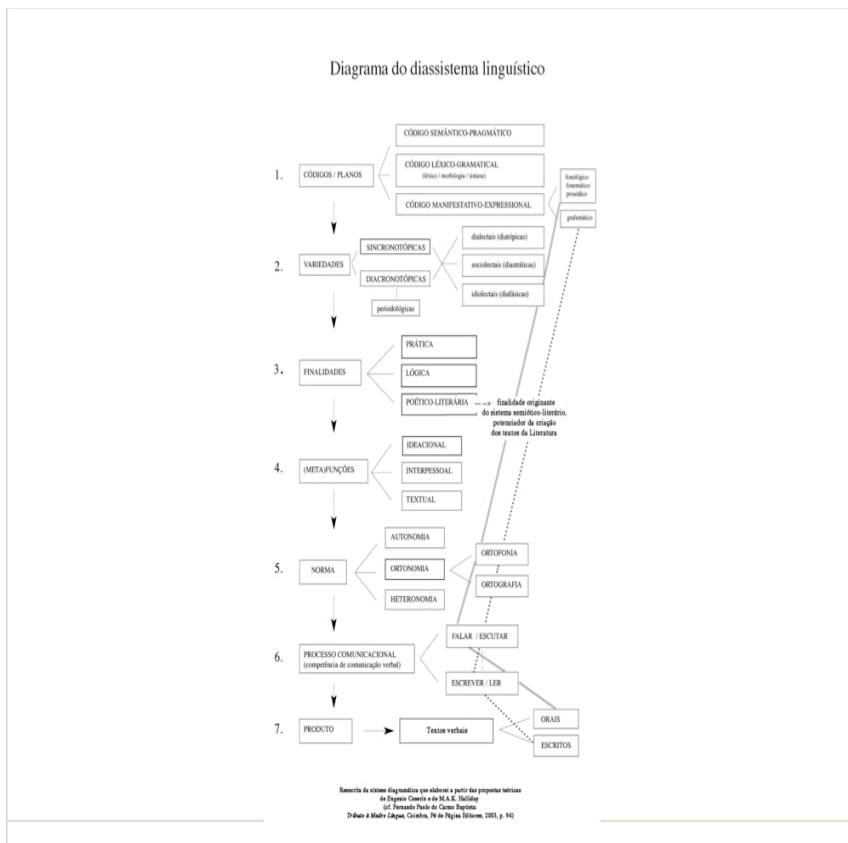 Diagrama do diassistema linguístico
1.
CÓDIGOS / PLANOS
CÓDIGO SEMÂNTICO-PRAGMÁTICO
CÓDIGO LÉXICO-GRAMATICAL
(léxico / morfologia / sintaxe)
CÓDIGO MANIFESTATIVO-EXPRESSIONAL
fonológico
fonemático
prosódico
grafemático
2.
VARIEDADES
SINCRONOTÓPICAS
DIACRONOTÓPICAS
periodológicas
dialectais (diatópicas)
sociolectais (diastráticas)
idiolectais (diafásicas)
3.
FINALIDADES
PRÁTICA
LÓGICA
POÉTICO-LITERÁRIA
finalidade originante
do sistema semiótico-literário,
potenciador da criação
dos textos da Literatura
4.
(META)FUNÇÕES
IDEACIONAL
INTERPESSOAL
TEXTUAL
5.
NORMA
AUTONOMIA
ORTONOMIA
HETERONOMIA
ORTOFONIA
ORTOGRAFIA
6.
PROCESSO COMUNICACIONAL
(competência de comunicação verbal)
FALAR / ESCUTAR
ESCREVER / LER
7.
PRODUTO
Textos verbais
ORAIS
ESCRITOS
Reescrita da síntese diagramática que elaborei a partir das propostas teóricas
de Eugenio Coseriu e de M.A.K. Halliday
(cf. Fernando Paulo do Carmo Baptista:
Tributo à Madre Língua, Coimbra, Pé de Página Editores, 2003, p. 94)